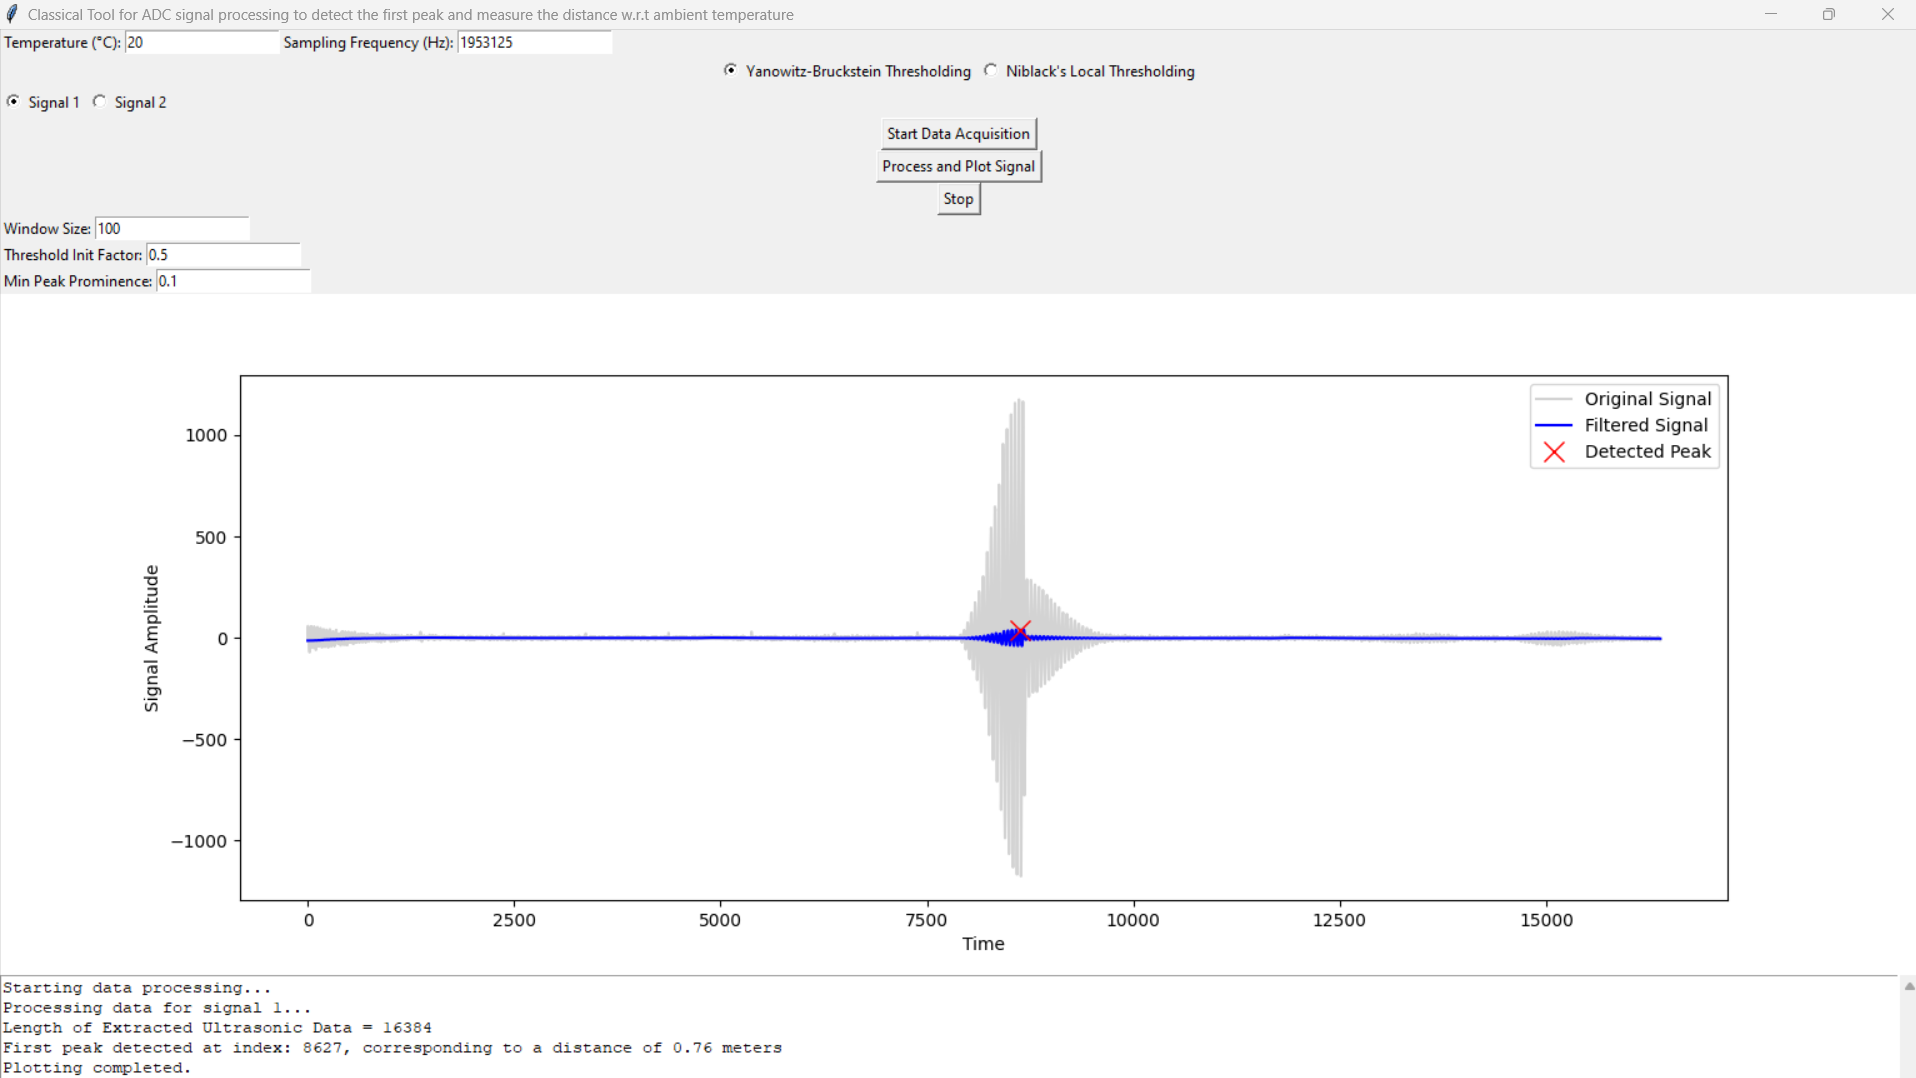 Classical Tool for ADC signal processing to detect the first peak and measure the distance w.r.t ambient temperature
Temperature (°C): 20 Sampling Frequency (Hz): 1953125
Yanowitz-Bruckstein Thresholding Niblack's Local Thresholding
Signal 1 Signal 2
Start Data Acquisition
Process and Plot Signal
Stop
Window Size: 100
Threshold Init Factor: 0.5
Min Peak Prominence: 0.1
Original Signal
Filtered Signal
Detected Peak
1000
500
0
−500
−1000
Signal Amplitude
0 2500 5000 7500 10000 12500 15000
Time
Starting data processing...
Processing data for signal 1...
Length of Extracted Ultrasonic Data = 16384
First peak detected at index: 8627, corresponding to a distance of 0.76 meters
Plotting completed.